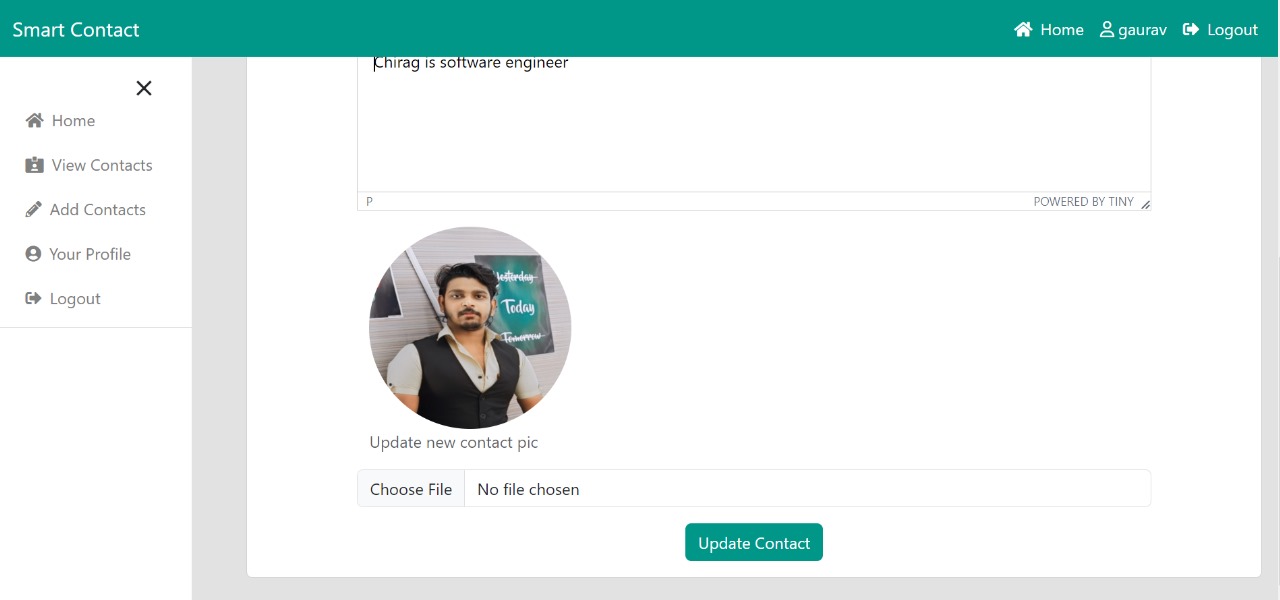 Smart Contact
Home gaurav Logout
Home
View Contacts
Add Contacts
Your Profile
Logout
Chirag is software engineer
P POWERED BY TINY
Yesterday
Today
Tomorrow
Update new contact pic
Choose File No file chosen
Update Contact